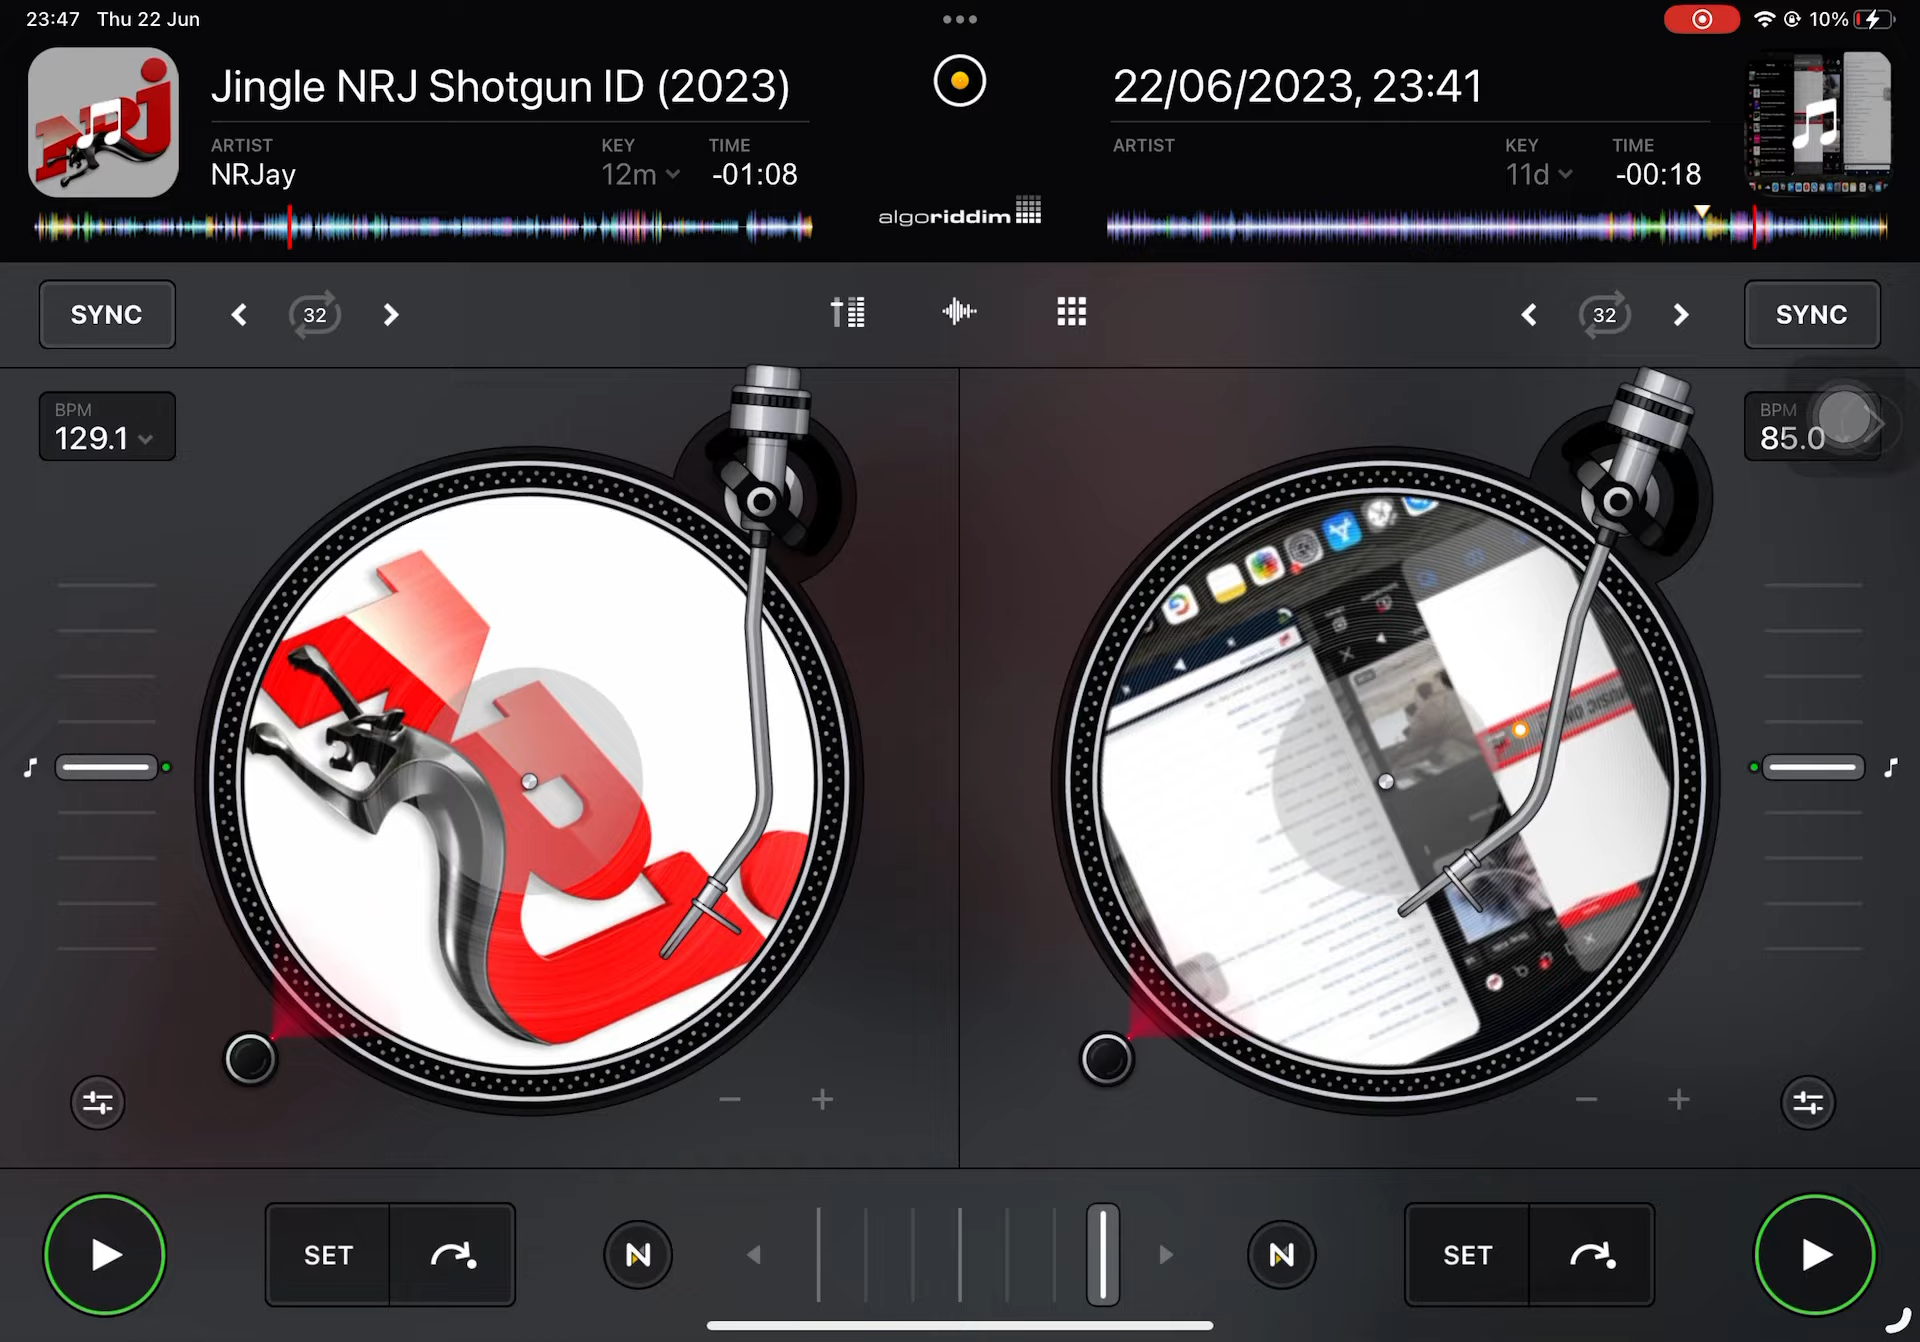 23:47 Thu 22 Jun
10%
Jingle NRJ Shotgun ID (2023)
22/06/2023, 23:41
ARTIST
KEY
TIME
NRJay
12m
-01:08
ARTIST
KEY
TIME
11d
-00:18
algoriddim
SYNC
32
32
SYNC
BPM
129.1
BPM
85.0
SET
N
N
SET